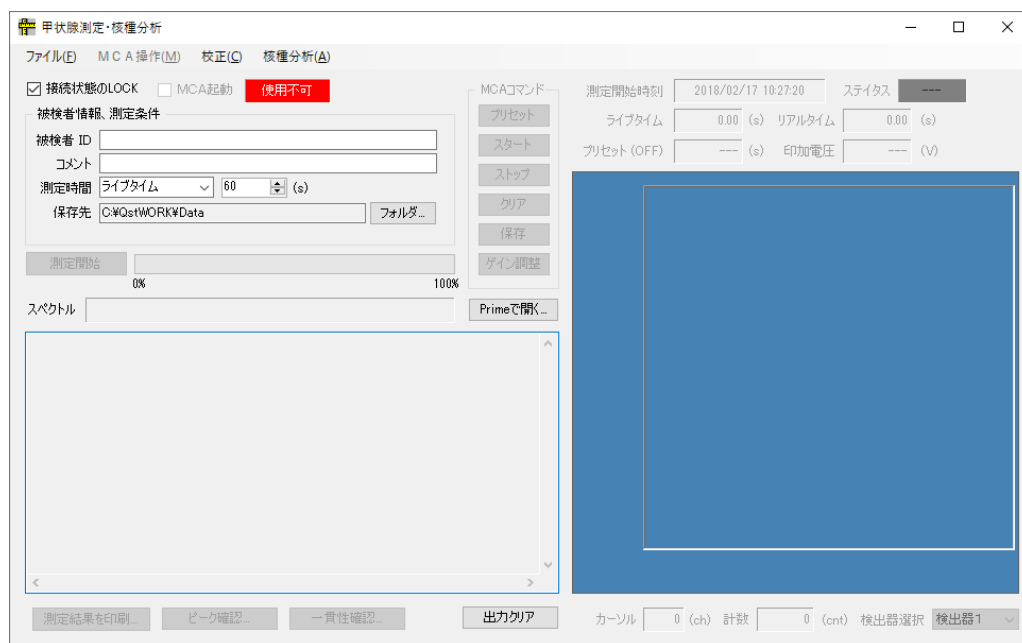 甲状腺測定・核種分析
ファイル(F) MCA操作(M) 校正(C) 核種分析(A)
接続状態のLOCK MCA起動 使用不可
被検者情報、測定条件
被検者 ID
コメント
測定時間 ライブタイム 60 (s)
保存先 C:¥QstWORK¥Data フォルダ...
測定開始
0% 100%
スペクトル Primeで開く...
MCAコマンド
プリセット
スタート
ストップ
クリア
保存
ゲイン調整
測定開始時刻 2018/02/17 10:27:20 ステイタス ---
ライブタイム 0.00 (s) リアルタイム 0.00 (s)
プリセット(OFF) --- (s) 印加電圧 --- (V)
測定結果を印刷... ピーク確認... 一貫性確認... 出力クリア
カーソル 0 (ch) 計数 0 (cnt) 検出器選択 検出器1